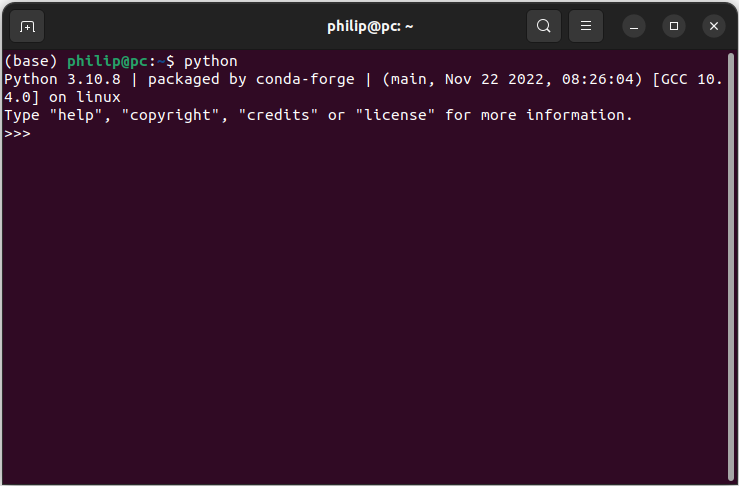 philip@pc: ~
(base) philip@pc:~$ python
Python 3.10.8 | packaged by conda-forge | (main, Nov 22 2022, 08:26:04) [GCC 10.
4.0] on linux
Type "help", "copyright", "credits" or "license" for more information.
>>>